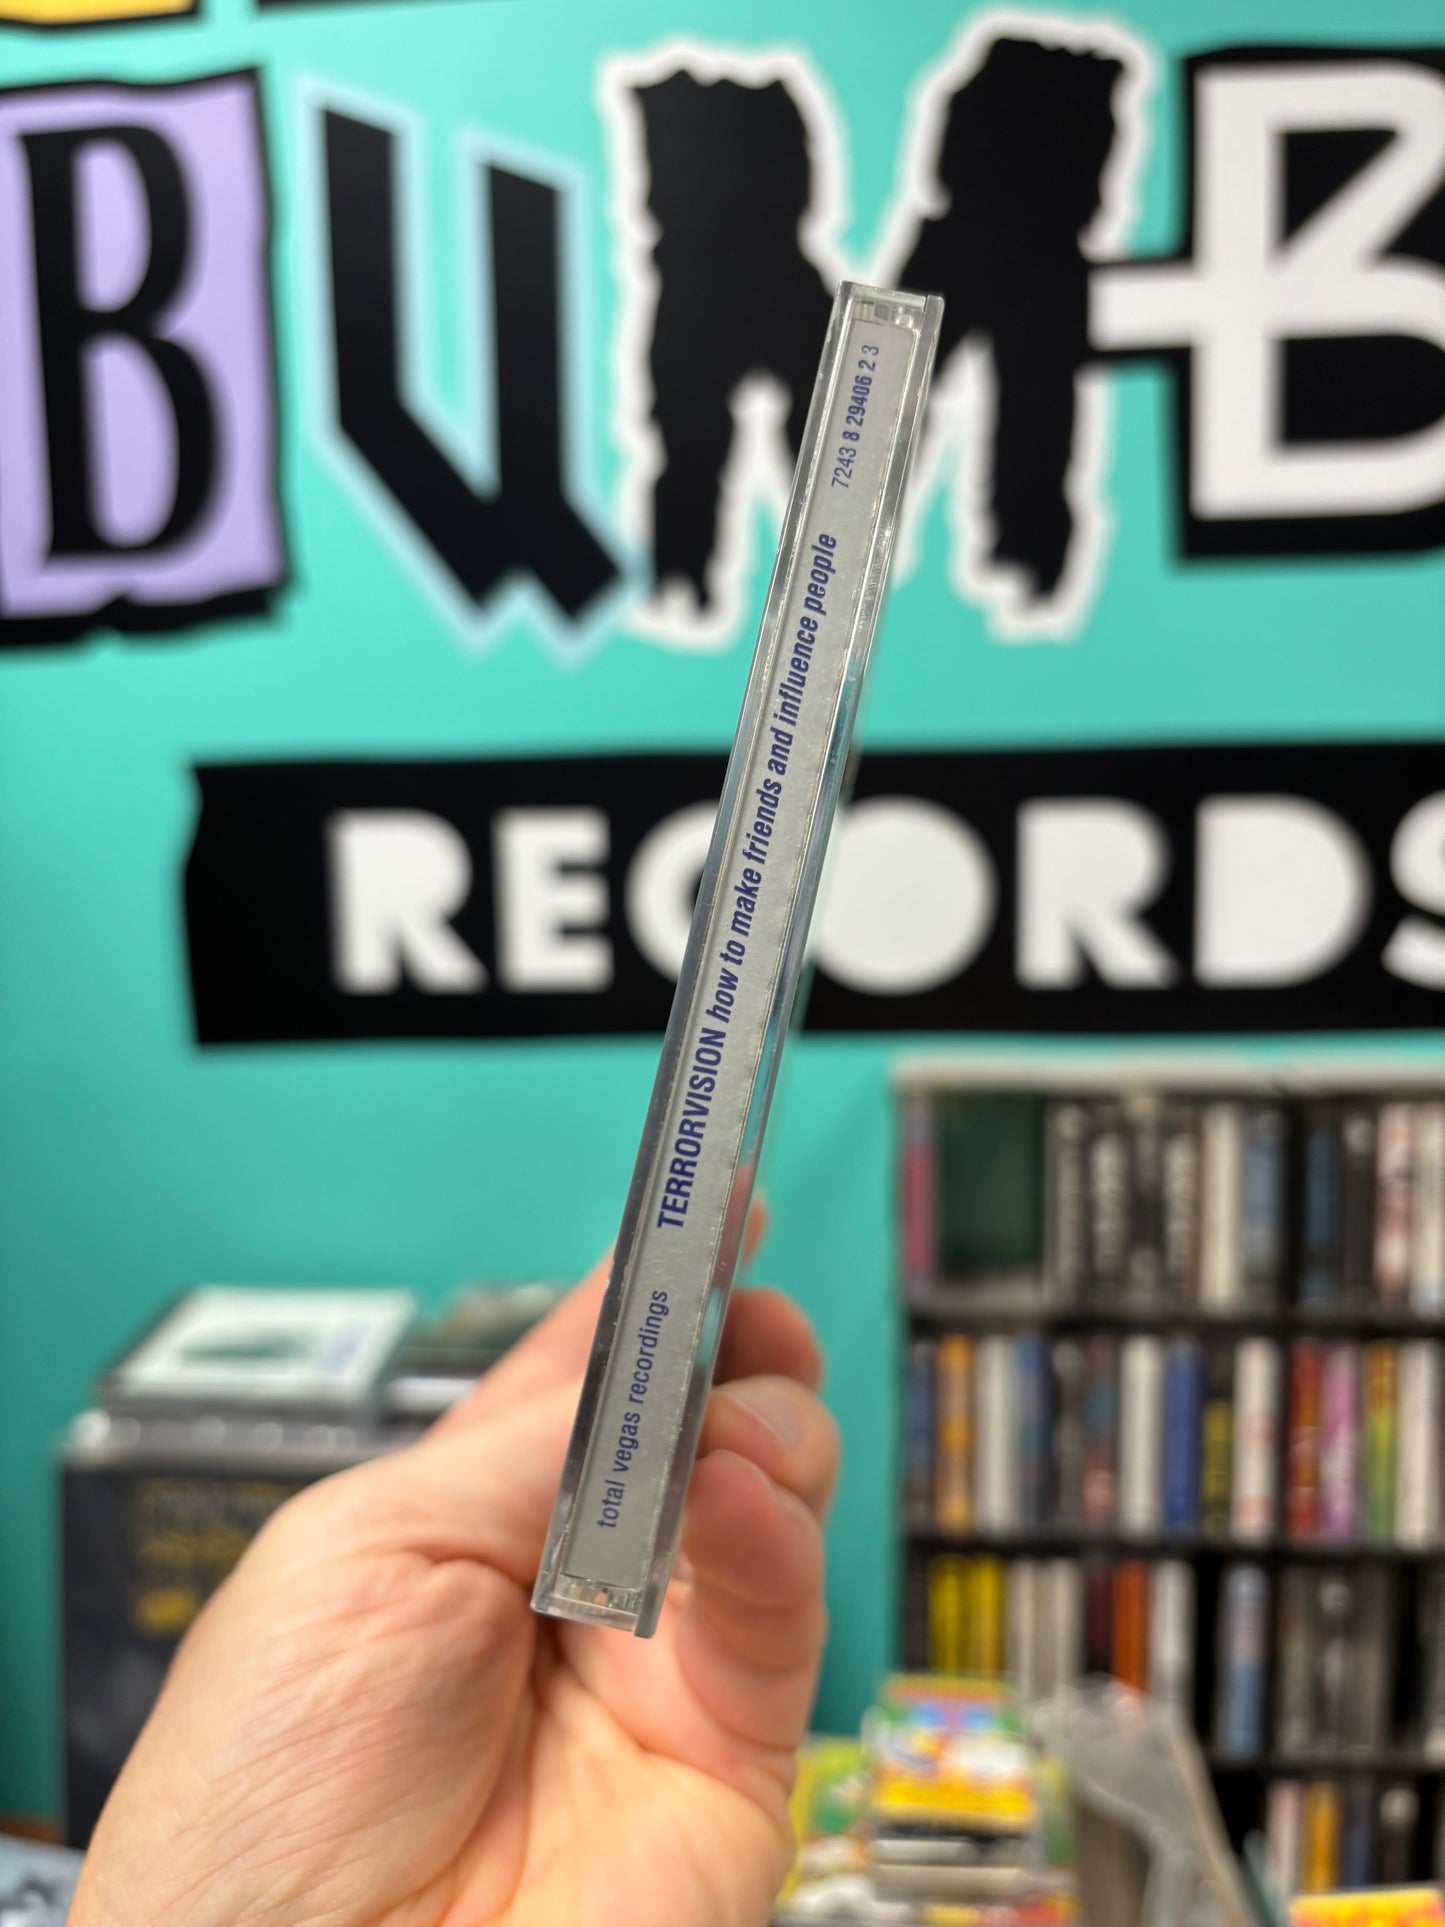 BUMB
RECORDS
total vegas recordings TERRORVISION how to make friends and influence people 7243 8 29406 2 3